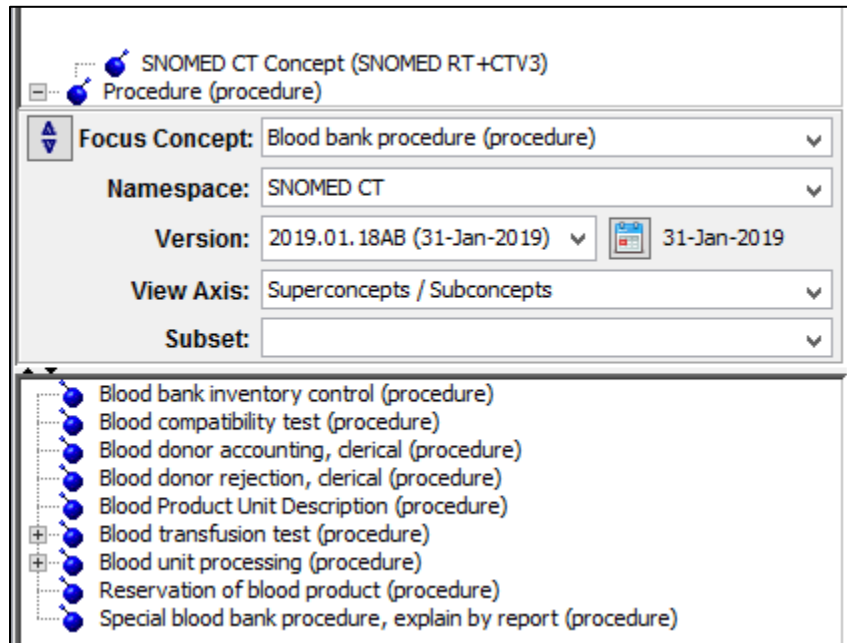 SNOMED CT Concept (SNOMED RT+CTV3)
Procedure (procedure)
Focus Concept: Blood bank procedure (procedure)
Namespace: SNOMED CT
Version: 2019.01.18AB (31-Jan-2019) 31-Jan-2019
View Axis: Superconcepts / Subconcepts
Subset:
Blood bank inventory control (procedure)
Blood compatibility test (procedure)
Blood donor accounting, clerical (procedure)
Blood donor rejection, clerical (procedure)
Blood Product Unit Description (procedure)
Blood transfusion test (procedure)
Blood unit processing (procedure)
Reservation of blood product (procedure)
Special blood bank procedure, explain by report (procedure)